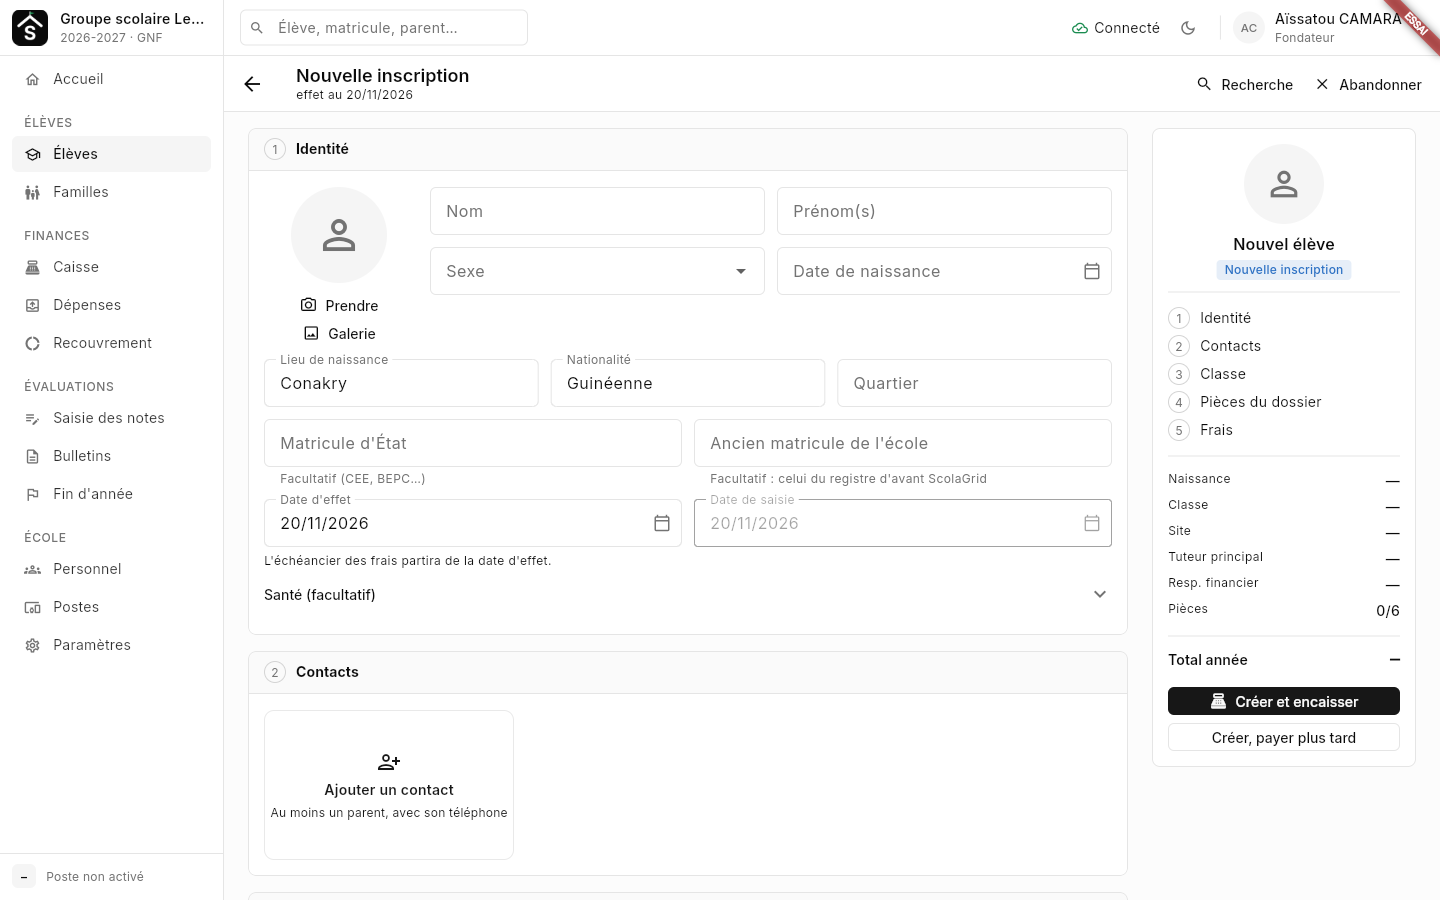 Groupe scolaire Le...
2026-2027 · GNF
Élève, matricule, parent...
Connecté
AC
Aïssatou CAMARA
Fondateur
ESSAI
Accueil
ÉLÈVES
Élèves
Familles
FINANCES
Caisse
Dépenses
Recouvrement
ÉVALUATIONS
Saisie des notes
Bulletins
Fin d'année
ÉCOLE
Personnel
Postes
Paramètres
Poste non activé
Nouvelle inscription
effet au 20/11/2026
Recherche
Abandonner
1 Identité
Nom
Prénom(s)
Sexe
Date de naissance
Prendre
Galerie
Lieu de naissance
Conakry
Nationalité
Guinéenne
Quartier
Matricule d'État
Facultatif (CEE, BEPC...)
Ancien matricule de l'école
Facultatif : celui du registre d'avant ScolaGrid
Date d'effet
20/11/2026
Date de saisie
20/11/2026
L'échéancier des frais partira de la date d'effet.
Santé (facultatif)
2 Contacts
Ajouter un contact
Au moins un parent, avec son téléphone
Nouvel élève
Nouvelle inscription
1 Identité
2 Contacts
3 Classe
4 Pièces du dossier
5 Frais
Naissance —
Classe —
Site —
Tuteur principal —
Resp. financier —
Pièces 0/6
Total année —
Créer et encaisser
Créer, payer plus tard